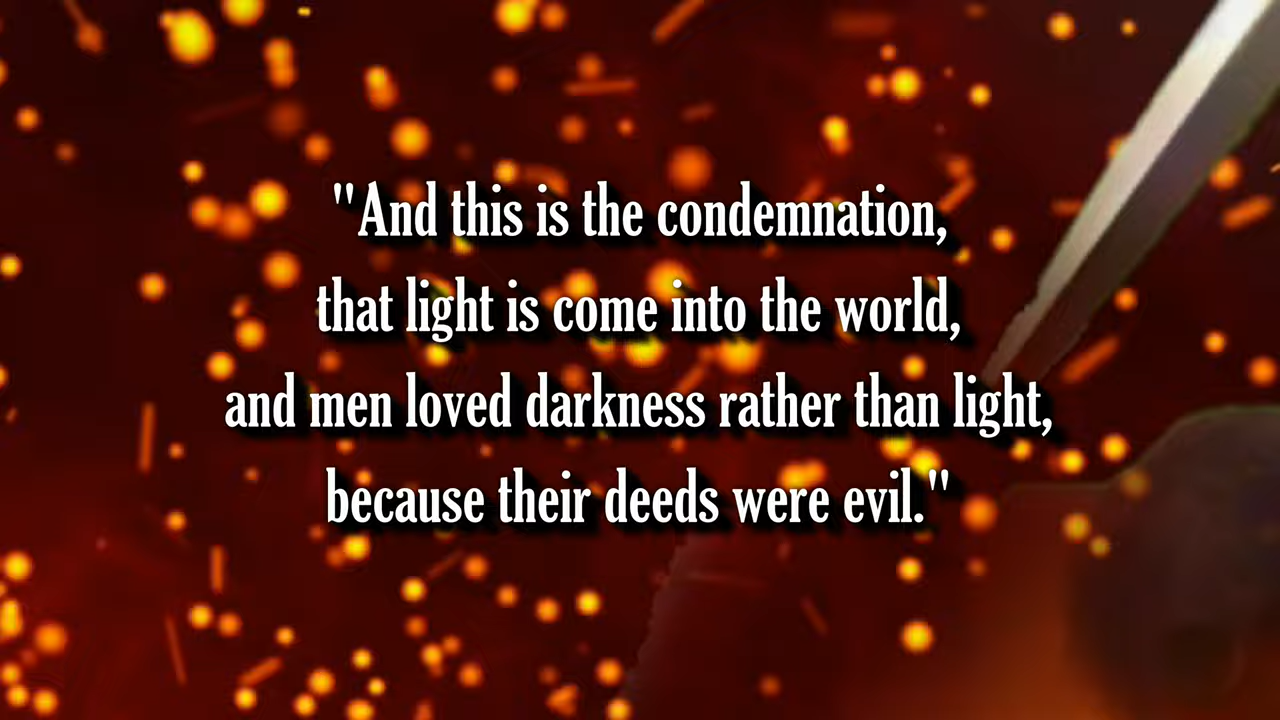 "And this is the condemnation,
that light is come into the world,
and men loved darkness rather than light,
because their deeds were evil."